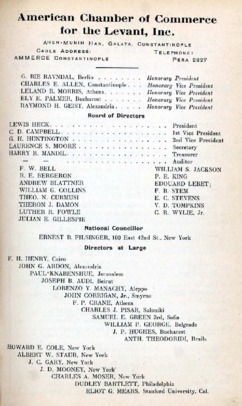 American Chamber of Commerce
for the Levant, Inc.
AYER-MUNIR HAN, GALATA, CONSTANTINOPLE
CABLE ADDRESS: TELEPHONE:
AMMERCE CONSTANTINOPLE PERA 2927
G. BIE RAVNDAL, Berlin Honorary President
CHARLES E. ALLEN, Constantinople Honorary Vice President
LELAND B. MORRIS, Athens Honorary Vice President
ELY E. PALMER, Bucharest Honorary Vice President
RAYMOND H. GEIST, Alexandria Honorary Vice President
Board of Directors
LEWIS HECK President
C. D. CAMPBELL 1st Vice President
G. H. HUNTINGTON 2nd Vice President
LAURENCE S. MOORE Secretary
HARRY R. MANDEL Treasurer
Auditor
F. W. BELL WILLIAM S. JACKSON
R. E. BERGERON P. E. KING
ANDREW BLATTNER EDOUARD LEBET;
WILLIAM G. COLLINS F. B. STEM
THEO. N. CURMUSI E. C. STEVENS
THERON J. DAMON V. D. TOMPKINS
LUTHER R. FOWLE C. R. WYLIE, Jr.
JULIAN E. GILLESPIE
National Councillor
ERNEST B. FILSINGER, 100 East 42nd St., New York
Directors at Large
F. H. HENRY, Cairo
JOHN G. ARDON, Alexandria
PAUL KNABENSHUE, Jerusalem
JOSEPH B. AUDI, Beirut
LORENZO Y. MANACHY, Aleppo
JOHN CORRIGAN, Jr., Smyrna
F. P. CRANE, Athens
CHARLES J. PISAR, Saloniki
SAMUEL E. GREEN 2rd, Sofia
WILLIAM P. GEORGE, Belgrade
J. P. HUGHES, Bucharest
ANTH. THEODORIDI, Braila
HOWARD E. COLE, New York
ALBERT W. STAUB, New York
J. C. GARY, New York
J. D. MOONEY, New York
CHARLES A. MOSER, New York
DUDLEY BARTLETT, Philadelphia
ELIOT G. MEARS, Stanford University, Cal.